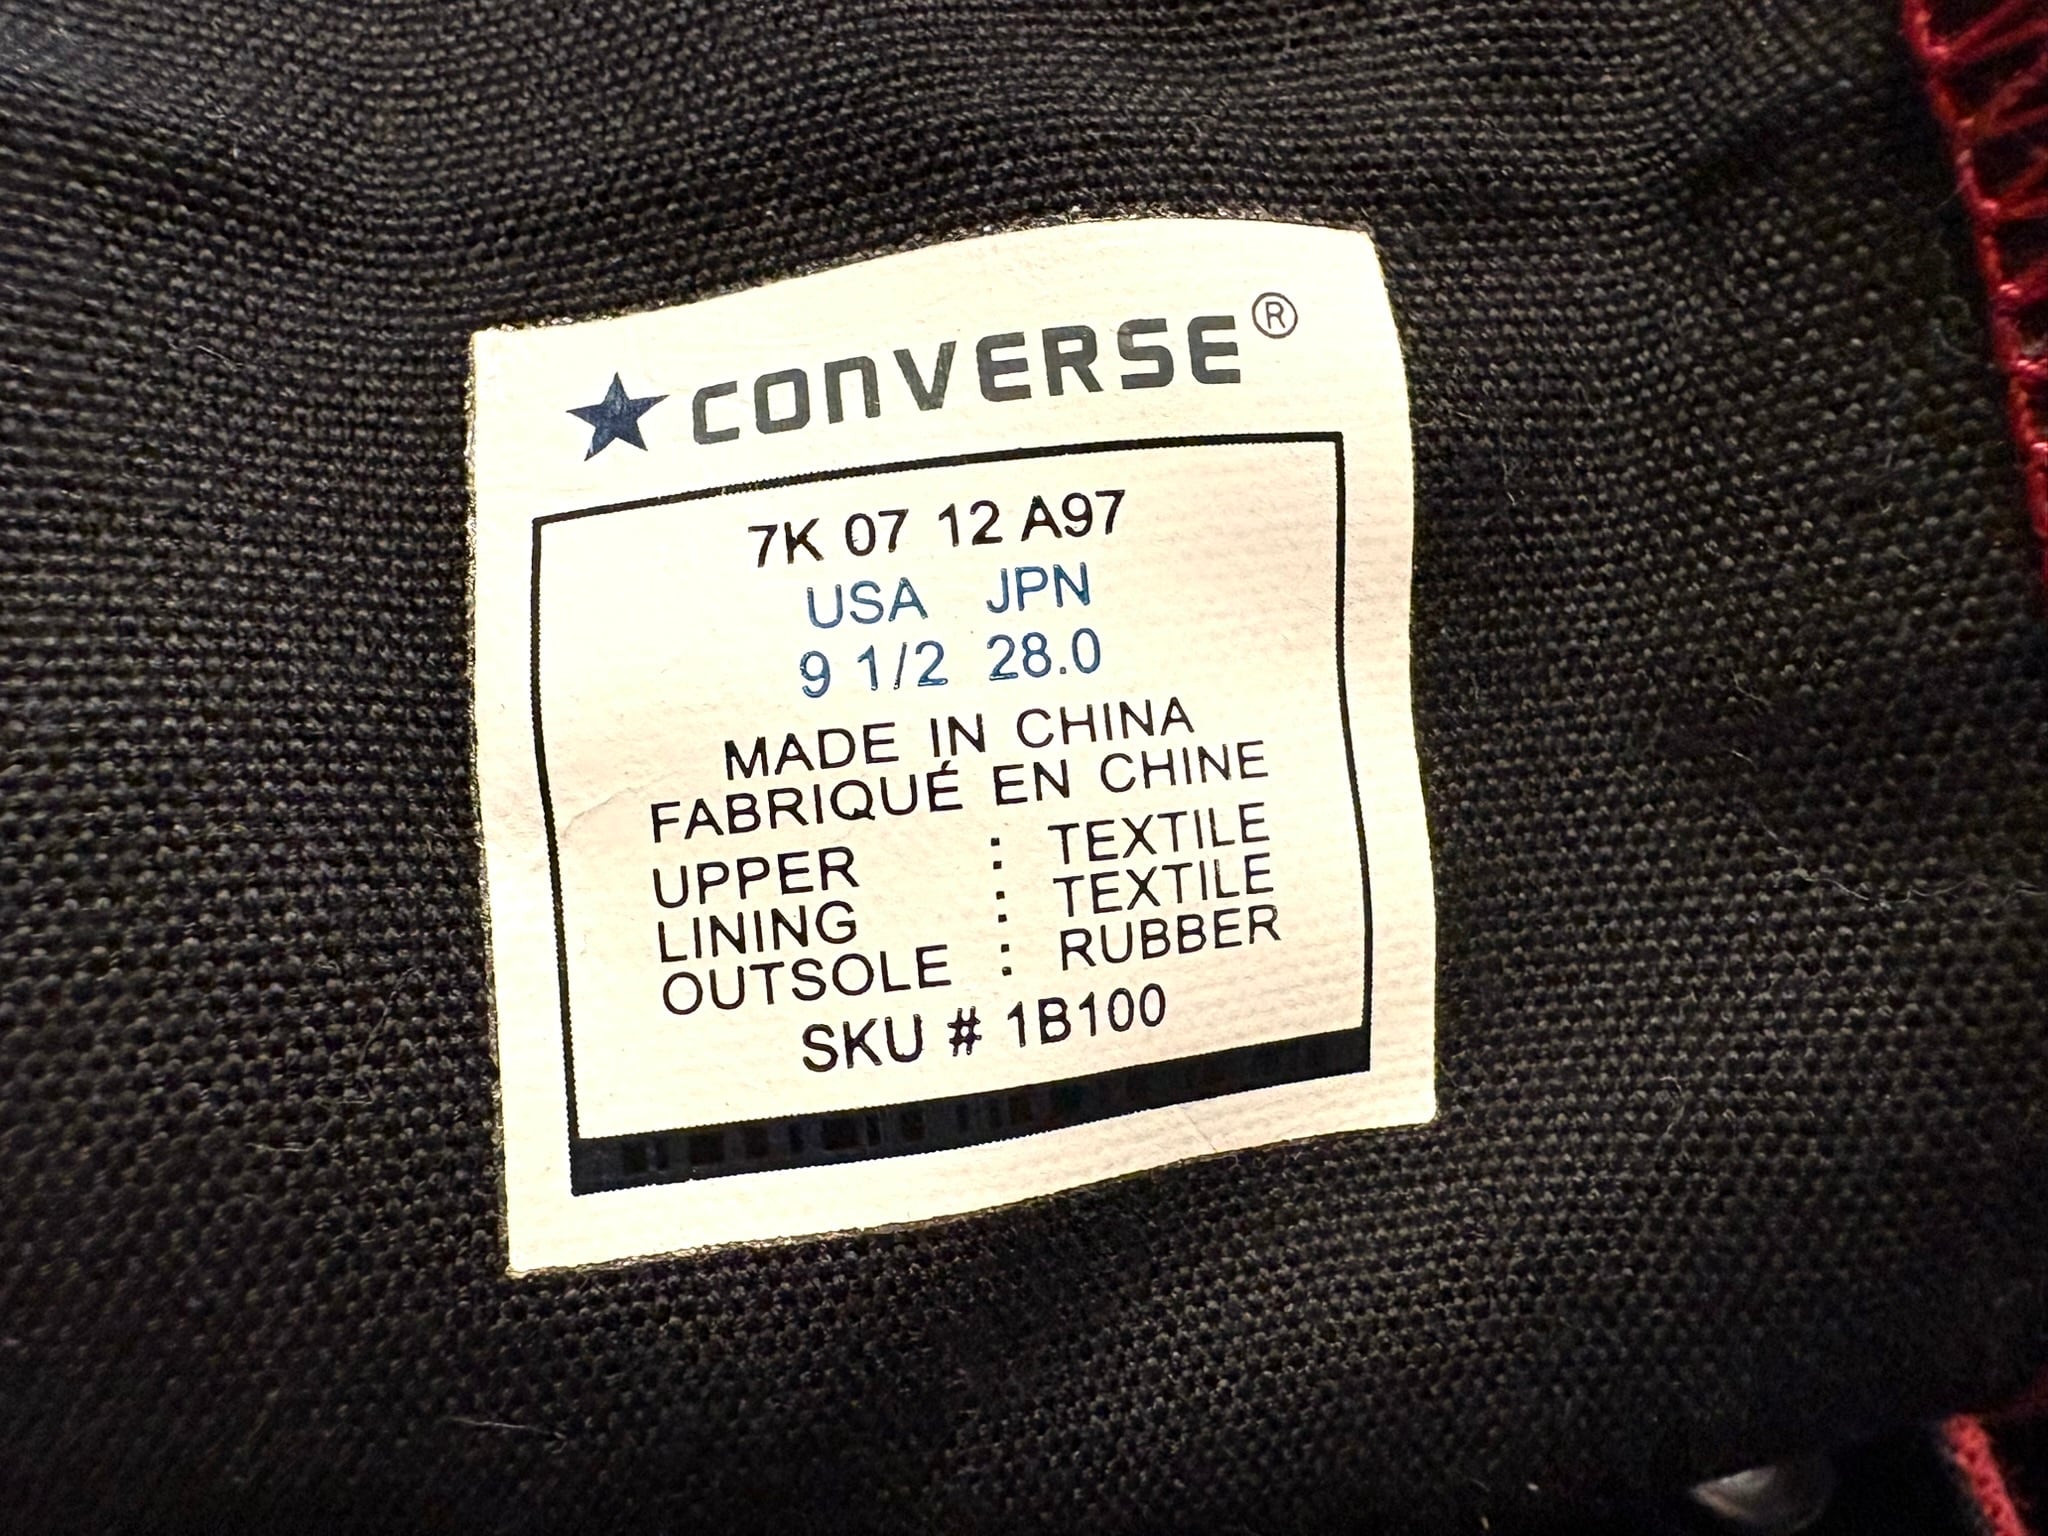 ★CONVERSE®
7K 07 12 A97
USA JPN
9 1/2 28.0
MADE IN CHINA
FABRIQUÉ EN CHINE
UPPER : TEXTILE
LINING : TEXTILE
OUTSOLE : RUBBER
SKU # 1B100